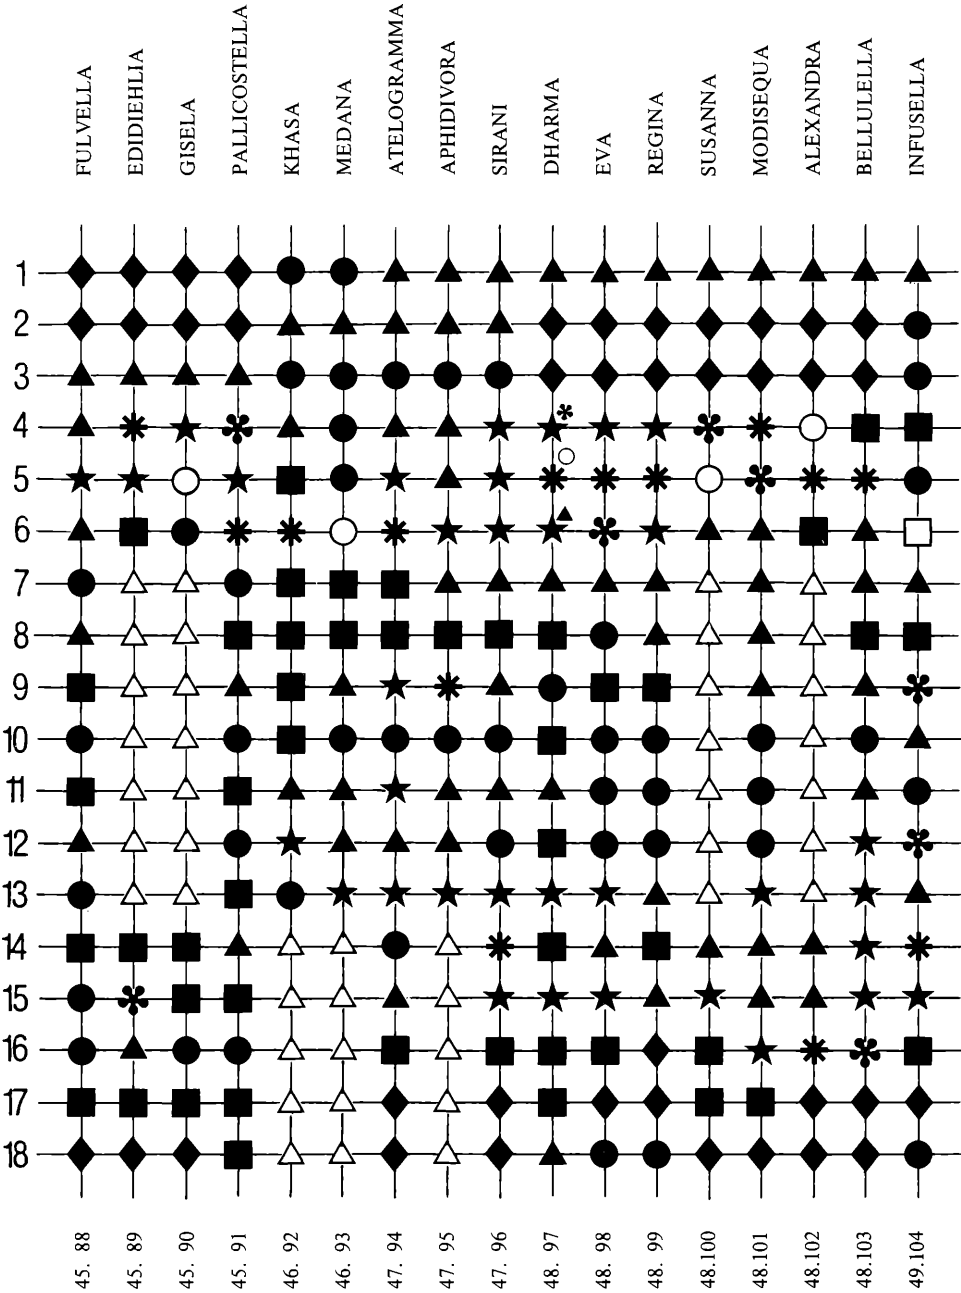 FULVELLA
EDIDIEHLIA
GISELA
PALLICOSTELLA
KHASA
MEDANA
ATELOGRAMMA
APHIDIVORA
SIRANI
DHARMA
EVA
REGINA
SUSANNA
MODISEQUA
ALEXANDRA
BELLULELLA
INFUSELLA
1
2
3
4
5
6
7
8
9
10
11
12
13
14
15
16
17
18
45. 88
45. 89
45. 90
45. 91
46. 92
46. 93
47. 94
47. 95
47. 96
48. 97
48. 98
48. 99
48.100
48.101
48.102
48.103
49.104